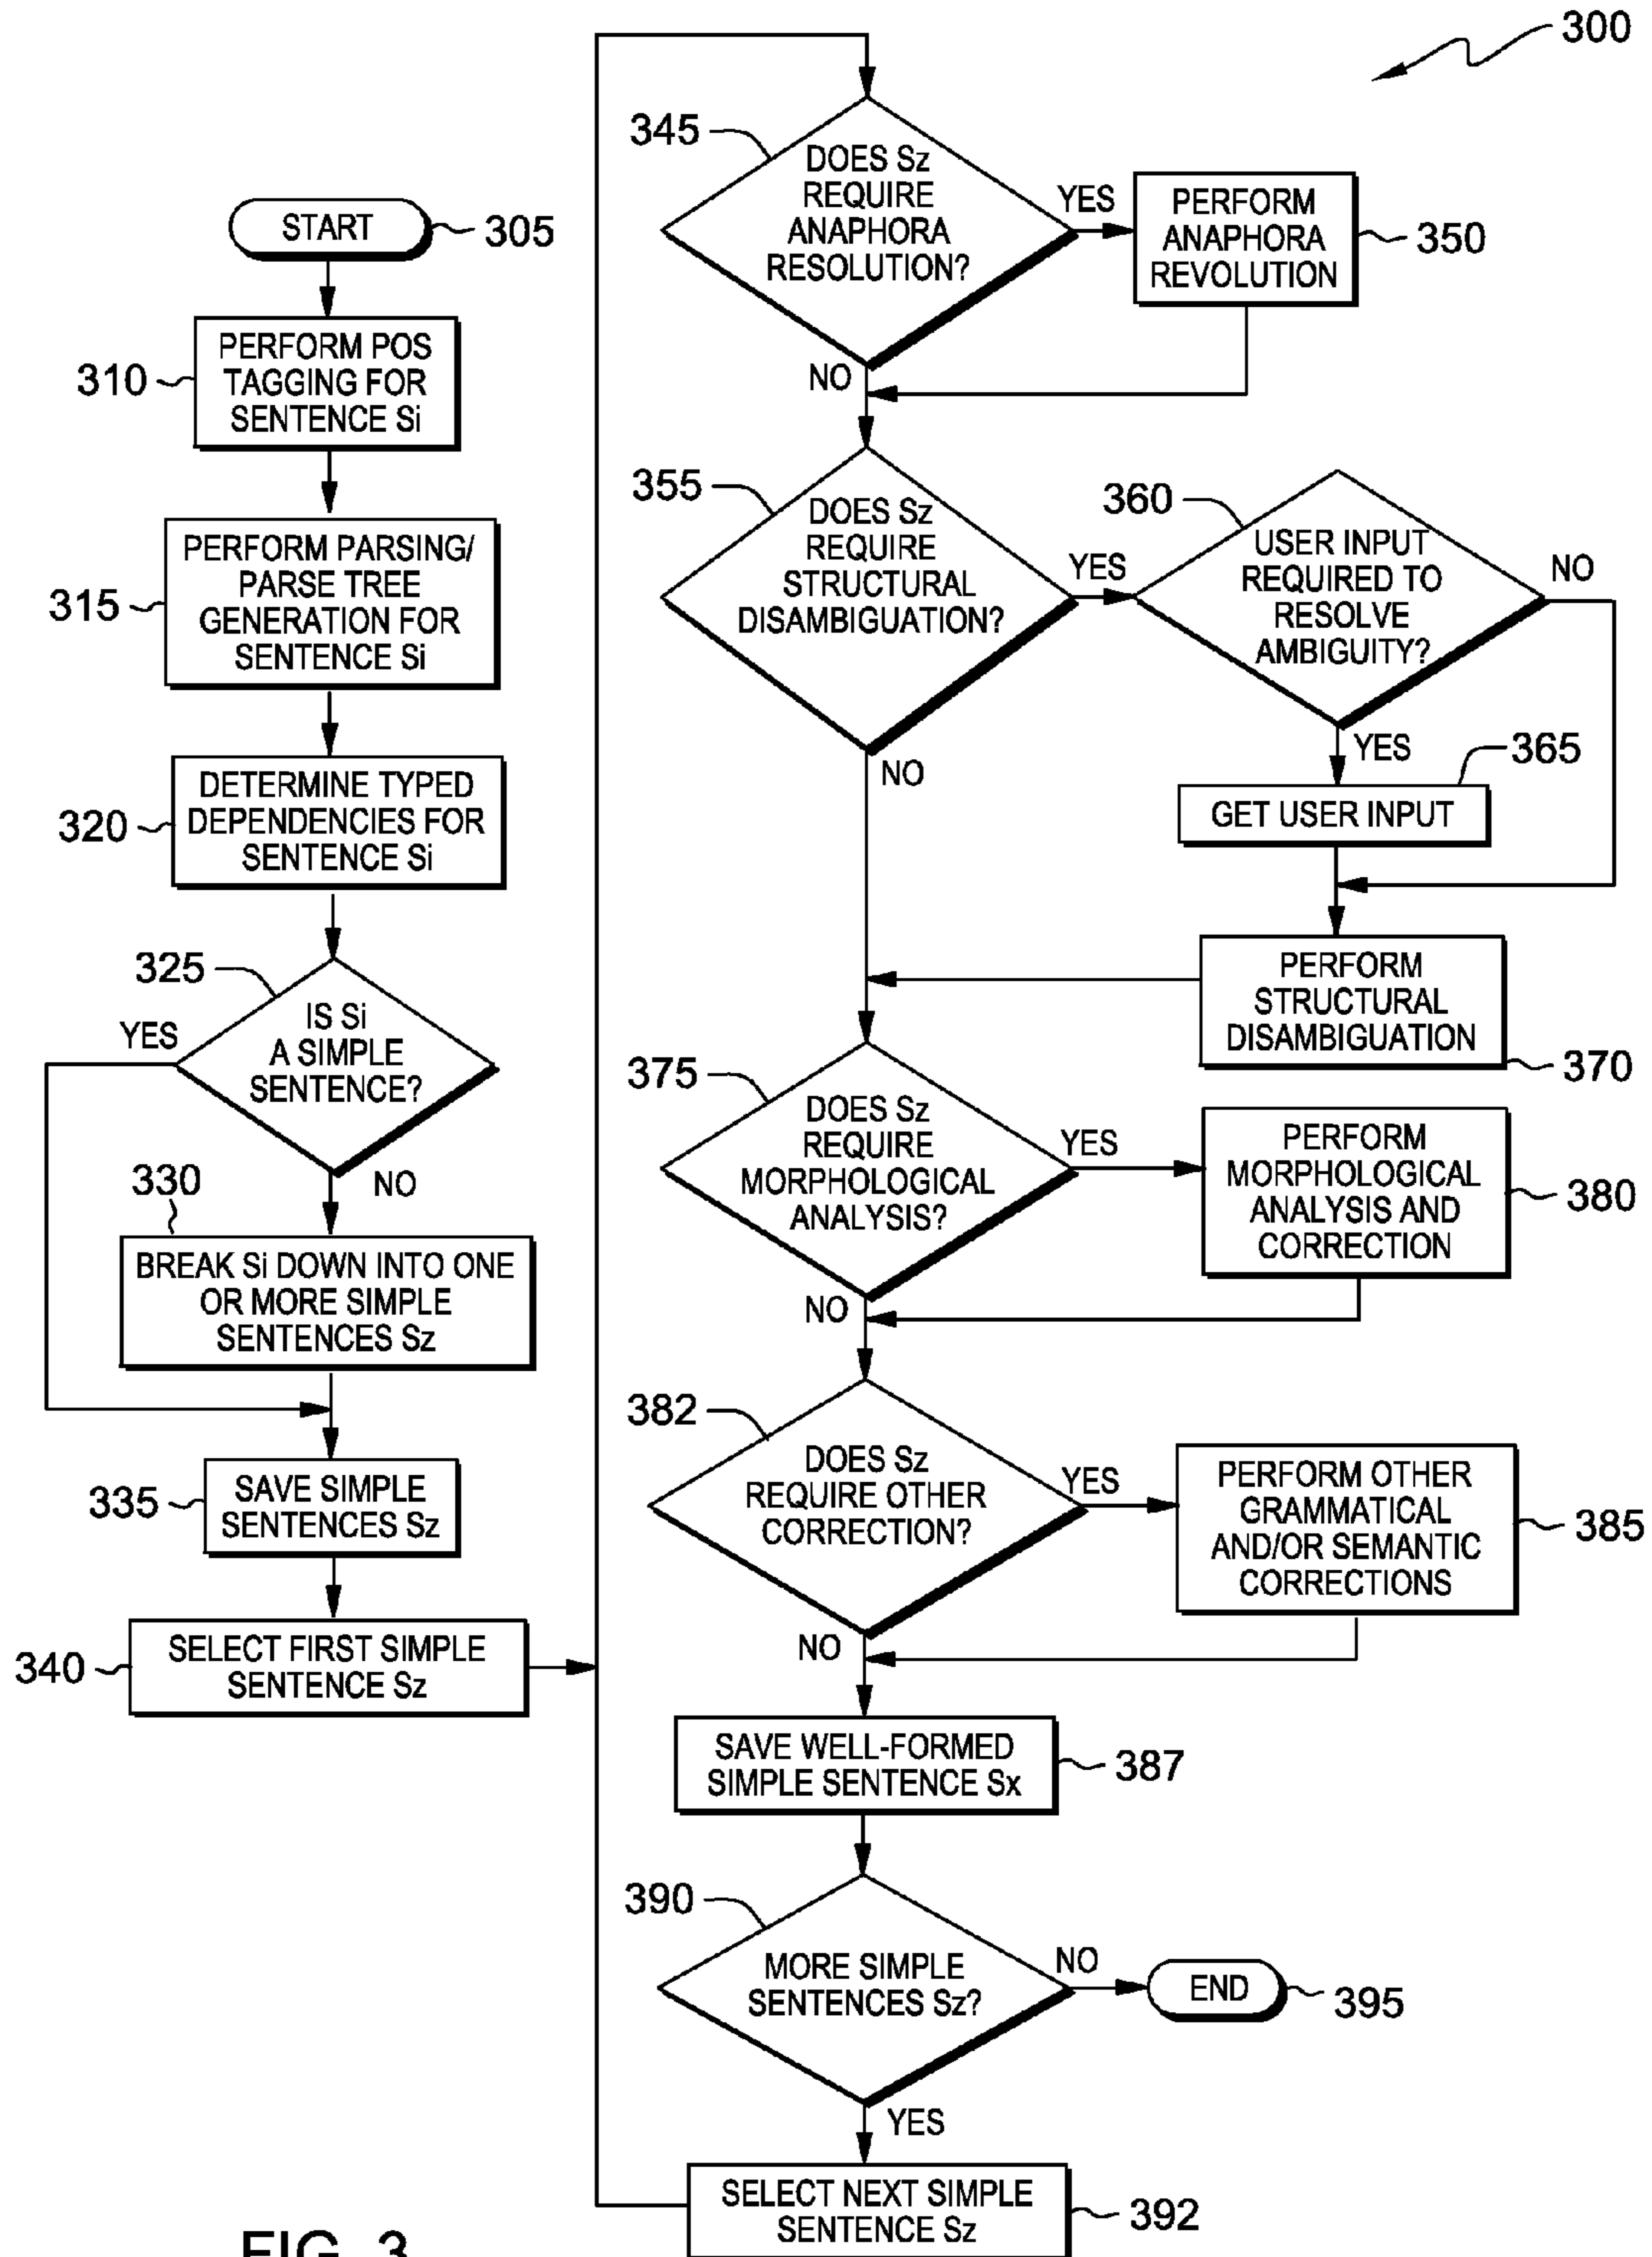 300
START
305
310
PERFORM POS
TAGGING FOR
SENTENCE Si
315
PERFORM PARSING/
PARSE TREE
GENERATION FOR
SENTENCE Si
320
DETERMINE TYPED
DEPENDENCIES FOR
SENTENCE Si
325
IS Si
A SIMPLE
SENTENCE?
YES
NO
330
BREAK Si DOWN INTO ONE
OR MORE SIMPLE
SENTENCES Sz
335
SAVE SIMPLE
SENTENCES Sz
340
SELECT FIRST SIMPLE
SENTENCE Sz
345
DOES Sz
REQUIRE
ANAPHORA
RESOLUTION?
YES
NO
PERFORM
ANAPHORA
REVOLUTION
350
355
DOES Sz
REQUIRE
STRUCTURAL
DISAMBIGUATION?
YES
NO
360
USER INPUT
REQUIRED TO
RESOLVE
AMBIGUITY?
NO
YES
365
GET USER INPUT
PERFORM
STRUCTURAL
DISAMBIGUATION
370
375
DOES Sz
REQUIRE
MORPHOLOGICAL
ANALYSIS?
YES
NO
PERFORM
MORPHOLOGICAL
ANALYSIS AND
CORRECTION
380
382
DOES Sz
REQUIRE OTHER
CORRECTION?
YES
NO
PERFORM OTHER
GRAMMATICAL
AND/OR SEMANTIC
CORRECTIONS
385
SAVE WELL-FORMED
SIMPLE SENTENCE Sx
387
390
MORE SIMPLE
SENTENCES Sz?
NO
END
395
YES
SELECT NEXT SIMPLE
SENTENCE Sz
392
FIG. 3